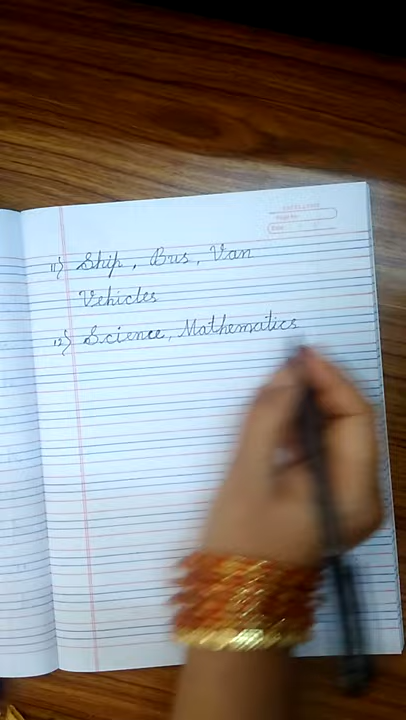 11) Ship, Bus, Van
Vehicles
12) Science, Mathematics